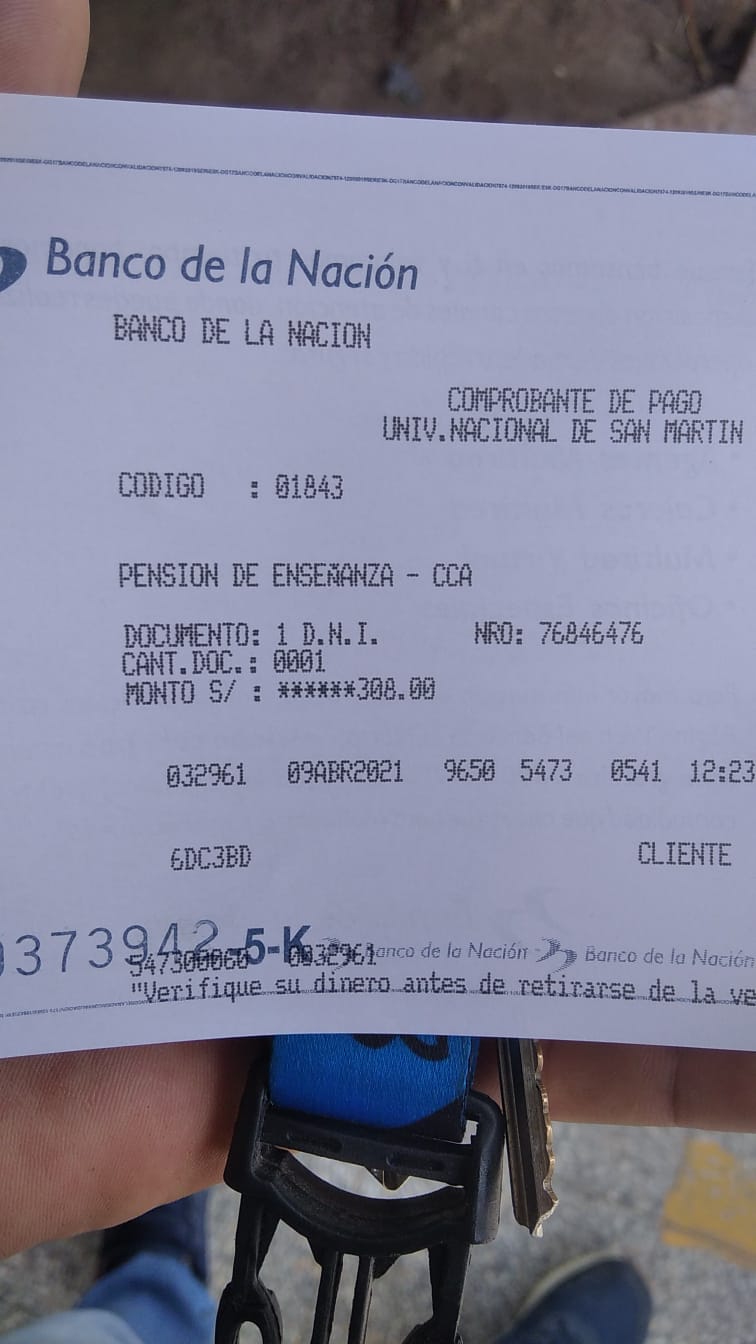 Banco de la Nación
BANCO DE LA NACION
COMPROBANTE DE PAGO
UNIV.NACIONAL DE SAN MARTIN
CODIGO : 01843
PENSION DE ENSEÑANZA - CCA
DOCUMENTO: 1 D.N.I. NRO: 76846476
CANT.DOC.: 0001
MONTO S/ : ******308.00
032961 09ABR2021 9650 5473 0541 12:23
6DC3BD CLIENTE
373942-5-K Banco de la Nación Banco de la Nación
547300060 0032961
"Verifique su dinero antes de retirarse de la ve